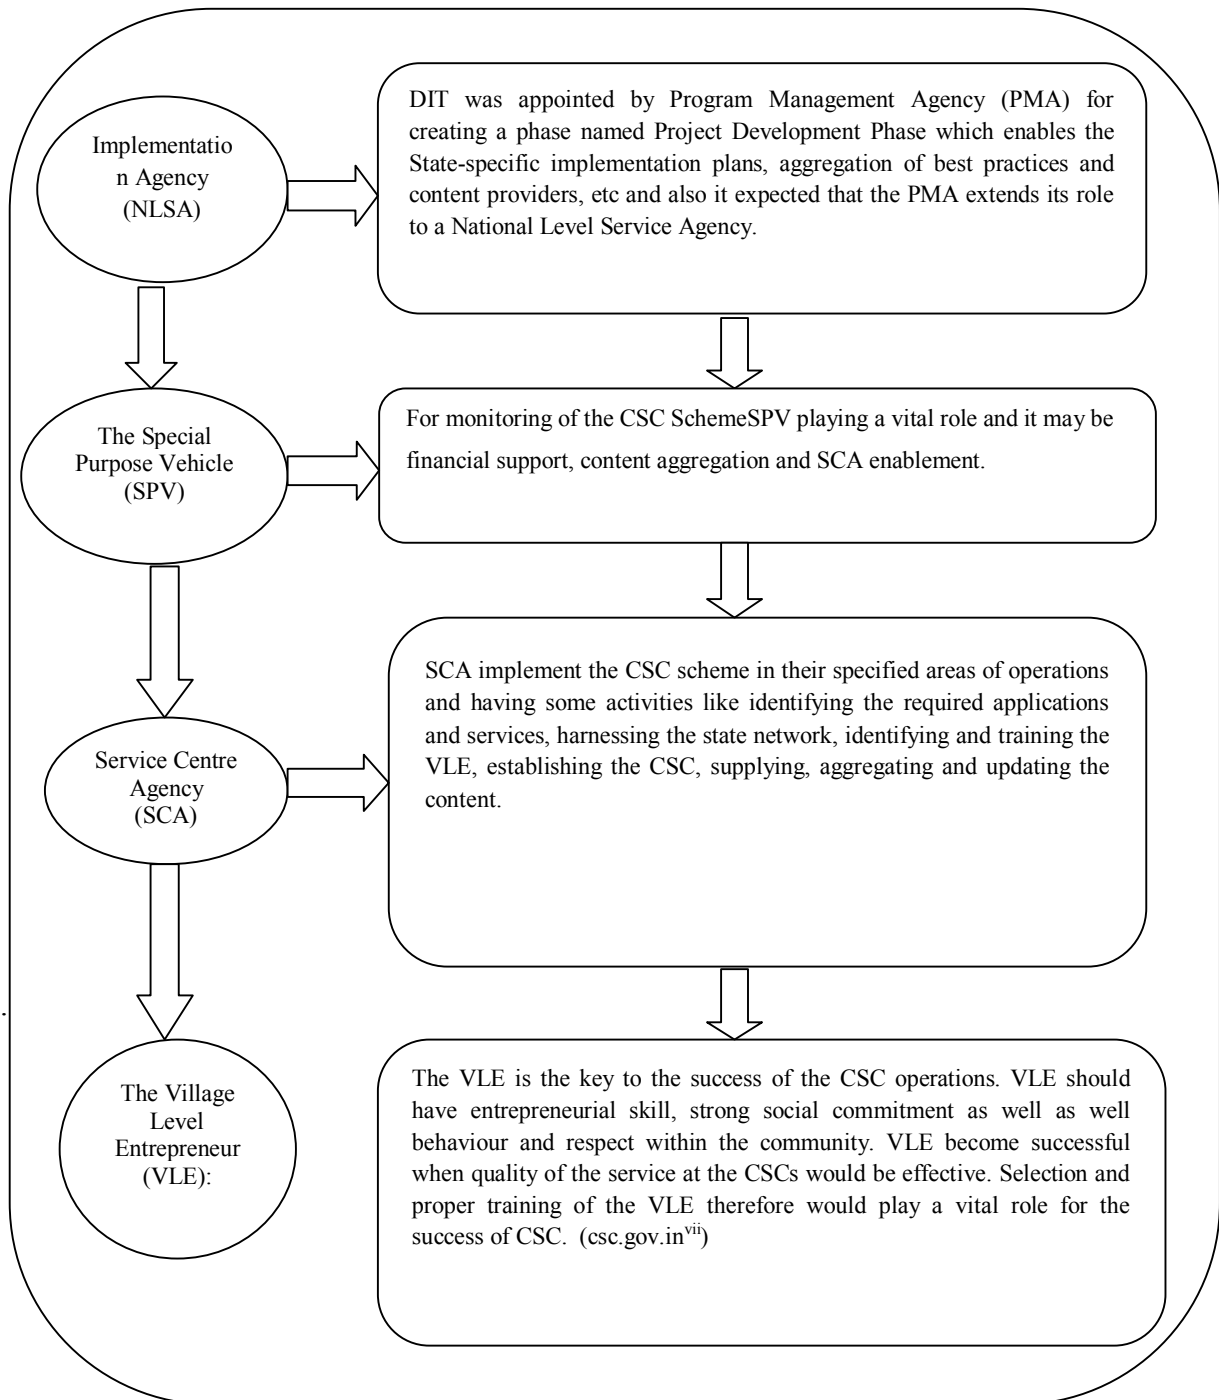 Implementatio
n Agency
(NLSA)
DIT was appointed by Program Management Agency (PMA) for
creating a phase named Project Development Phase which enables the
State-specific implementation plans, aggregation of best practices and
content providers, etc and also it expected that the PMA extends its role
to a National Level Service Agency.
The Special
Purpose Vehicle
(SPV)
For monitoring of the CSC SchemeSPV playing a vital role and it may be
financial support, content aggregation and SCA enablement.
Service Centre
Agency
(SCA)
SCA implement the CSC scheme in their specified areas of operations
and having some activities like identifying the required applications
and services, harnessing the state network, identifying and training the
VLE, establishing the CSC, supplying, aggregating and updating the
content.
The Village
Level
Entrepreneur
(VLE):
The VLE is the key to the success of the CSC operations. VLE should
have entrepreneurial skill, strong social commitment as well as well
behaviour and respect within the community. VLE become successful
when quality of the service at the CSCs would be effective. Selection and
proper training of the VLE therefore would play a vital role for the
success of CSC. (csc.gov.in^vii)